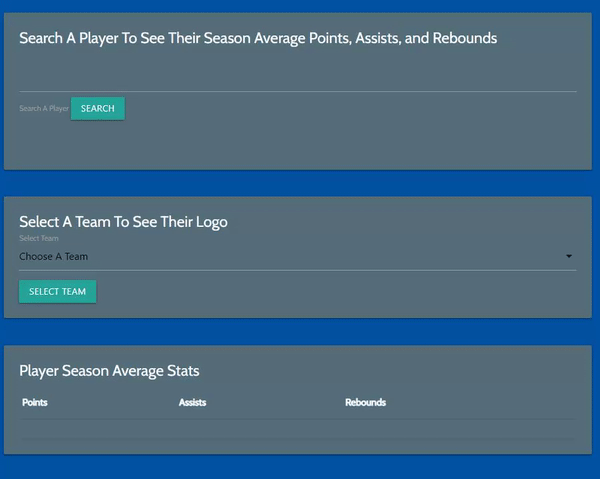 Search A Player To See Their Season Average Points, Assists, and Rebounds
Search A Player SEARCH
Select A Team To See Their Logo
Select Team
Choose A Team
SELECT TEAM
Player Season Average Stats
Points Assists Rebounds